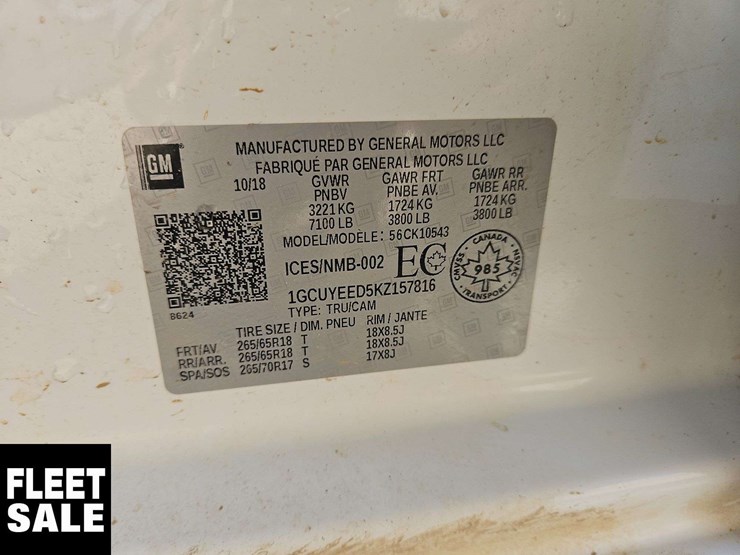 GM
MANUFACTURED BY GENERAL MOTORS LLC
FABRIQUÉ PAR GENERAL MOTORS LLC
10/18 GVWR GAWR FRT GAWR RR
PNBV PNBE AV. PNBE ARR.
3221 KG 1724 KG 1724 KG
7100 LB 3800 LB 3800 LB
MODEL/MODÈLE: 56CK10543
ICES/NMB-002 EC
CANADA
CMVSS 985 NSVAC
TRANSPORT
1GCUYEED5KZ157816
TYPE: TRU/CAM
8624
TIRE SIZE / DIM. PNEU RIM / JANTE
FRT/AV 265/65R18 T 18X8.5J
RR/ARR. 265/65R18 T 18X8.5J
SPA/SOS 265/70R17 S 17X8J
FLEET
SALE